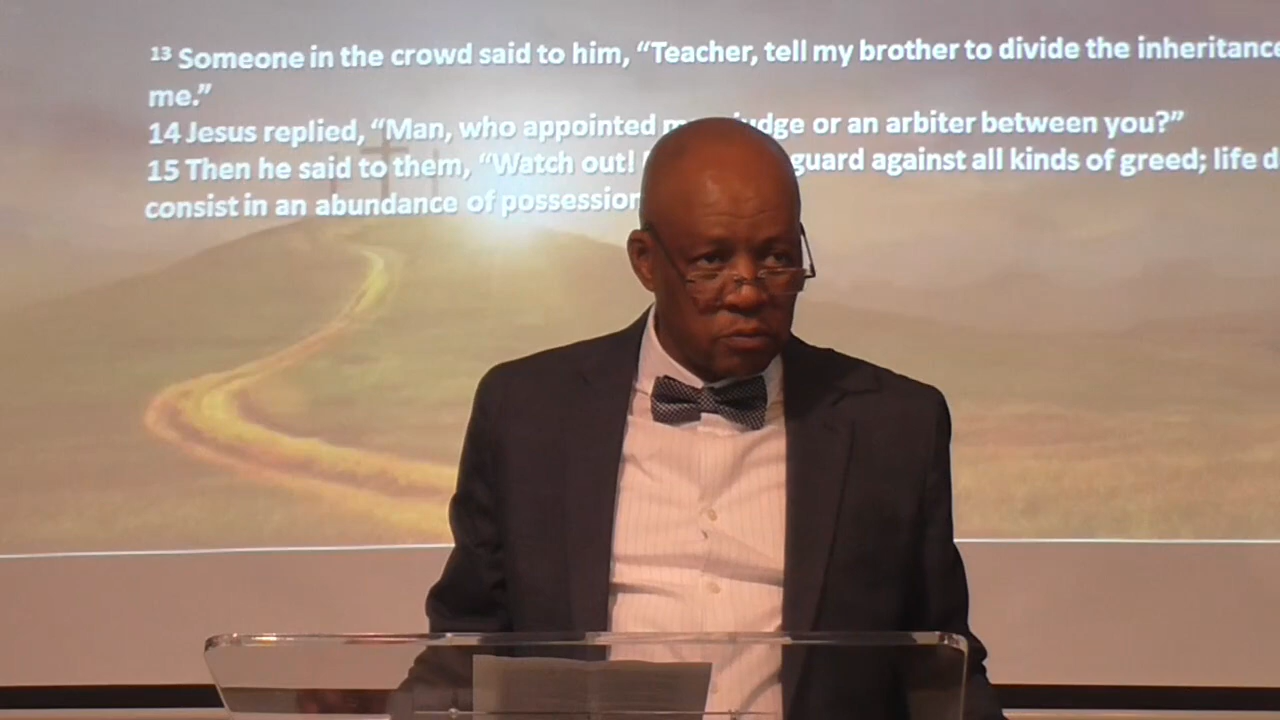 13 Someone in the crowd said to him, “Teacher, tell my brother to divide the inheritance
me.”
14 Jesus replied, “Man, who appointed judge or an arbiter between you?”
15 Then he said to them, “Watch out! guard against all kinds of greed; life
consist in an abundance of